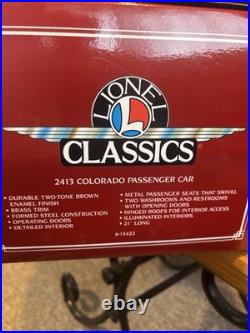 LIONEL
L
CLASSICS
2413 COLORADO PASSENGER CAR
• DURABLE TWO-TONE BROWN
ENAMEL FINISH
• BRASS TRIM
• FORMED STEEL CONSTRUCTION
• OPERATING DOORS
• DETAILED INTERIOR
• METAL PASSENGER SEATS THAT SWIVEL
• TWO WASHROOMS AND RESTROOMS
WITH OPENING DOORS
• HINGED ROOFS FOR INTERIOR ACCESS
• ILLUMINATED INTERIORS
• 21" LONG
6-13422